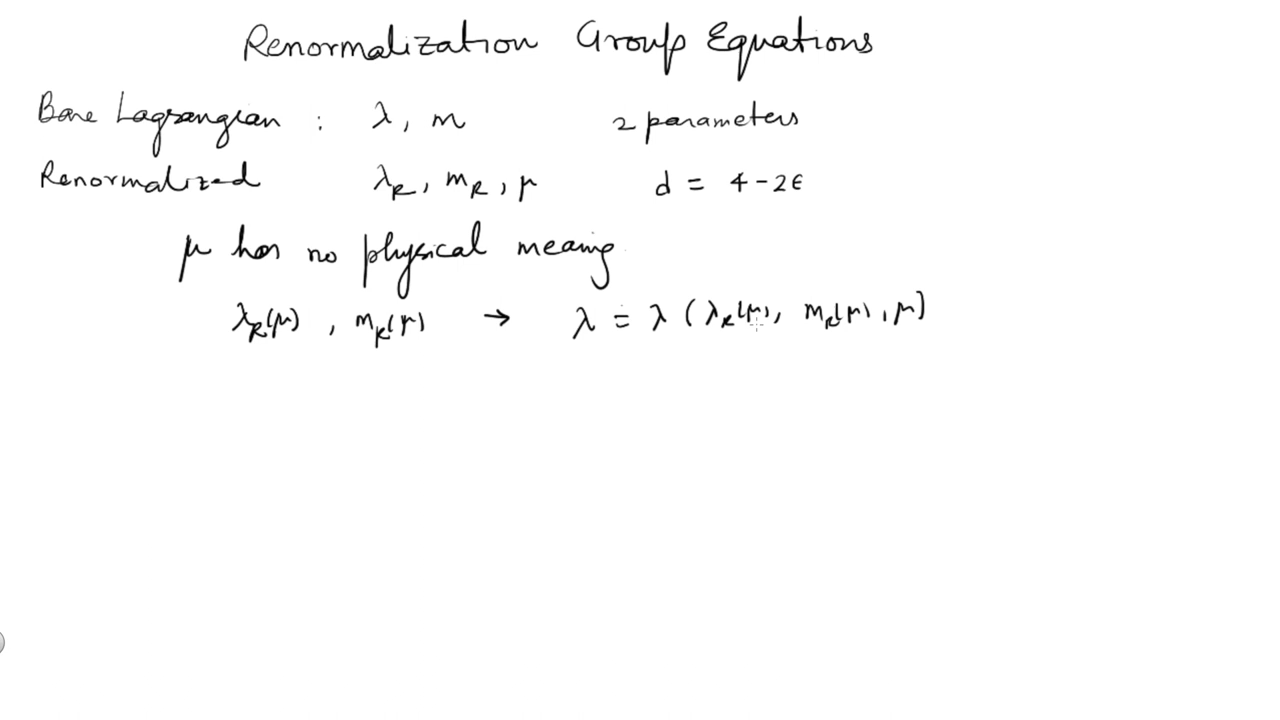 Renormalization Group Equations
Bare Lagrangian : λ, m 2 parameters
Renormalized λ_R, m_R, μ d = 4-2ϵ
μ has no physical meaing
λ_R(μ), m_R(μ) → λ = λ(λ_R(μ), m_R(μ), μ)